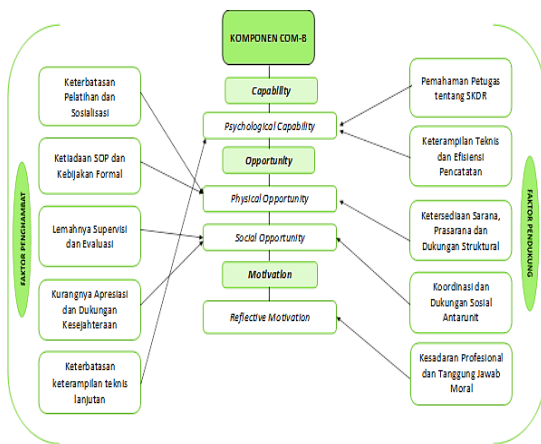 KOMPONEN COM-B
Capability
Psychological Capability
Opportunity
Physical Opportunity
Social Opportunity
Motivation
Reflective Motivation
FAKTOR PENGHAMBAT
Keterbatasan
Pelatihan dan
Sosialisasi
Ketiadaan SOP dan
Kebijakan Formal
Lemahnya Supervisi
dan Evaluasi
Kurangnya Apresiasi
dan Dukungan
Kesejahteraan
Keterbatasan
keterampilan teknis
lanjutan
Pemahaman Petugas
tentang SKDR
Keterampilan Teknis
dan Efisiensi
Pencatatan
Ketersediaan Sarana,
Prasarana dan
Dukungan Struktural
Koordinasi dan
Dukungan Sosial
Antarunit
Kesadaran Profesional
dan Tanggung Jawab
Moral
FAKTOR PENDUKUNG